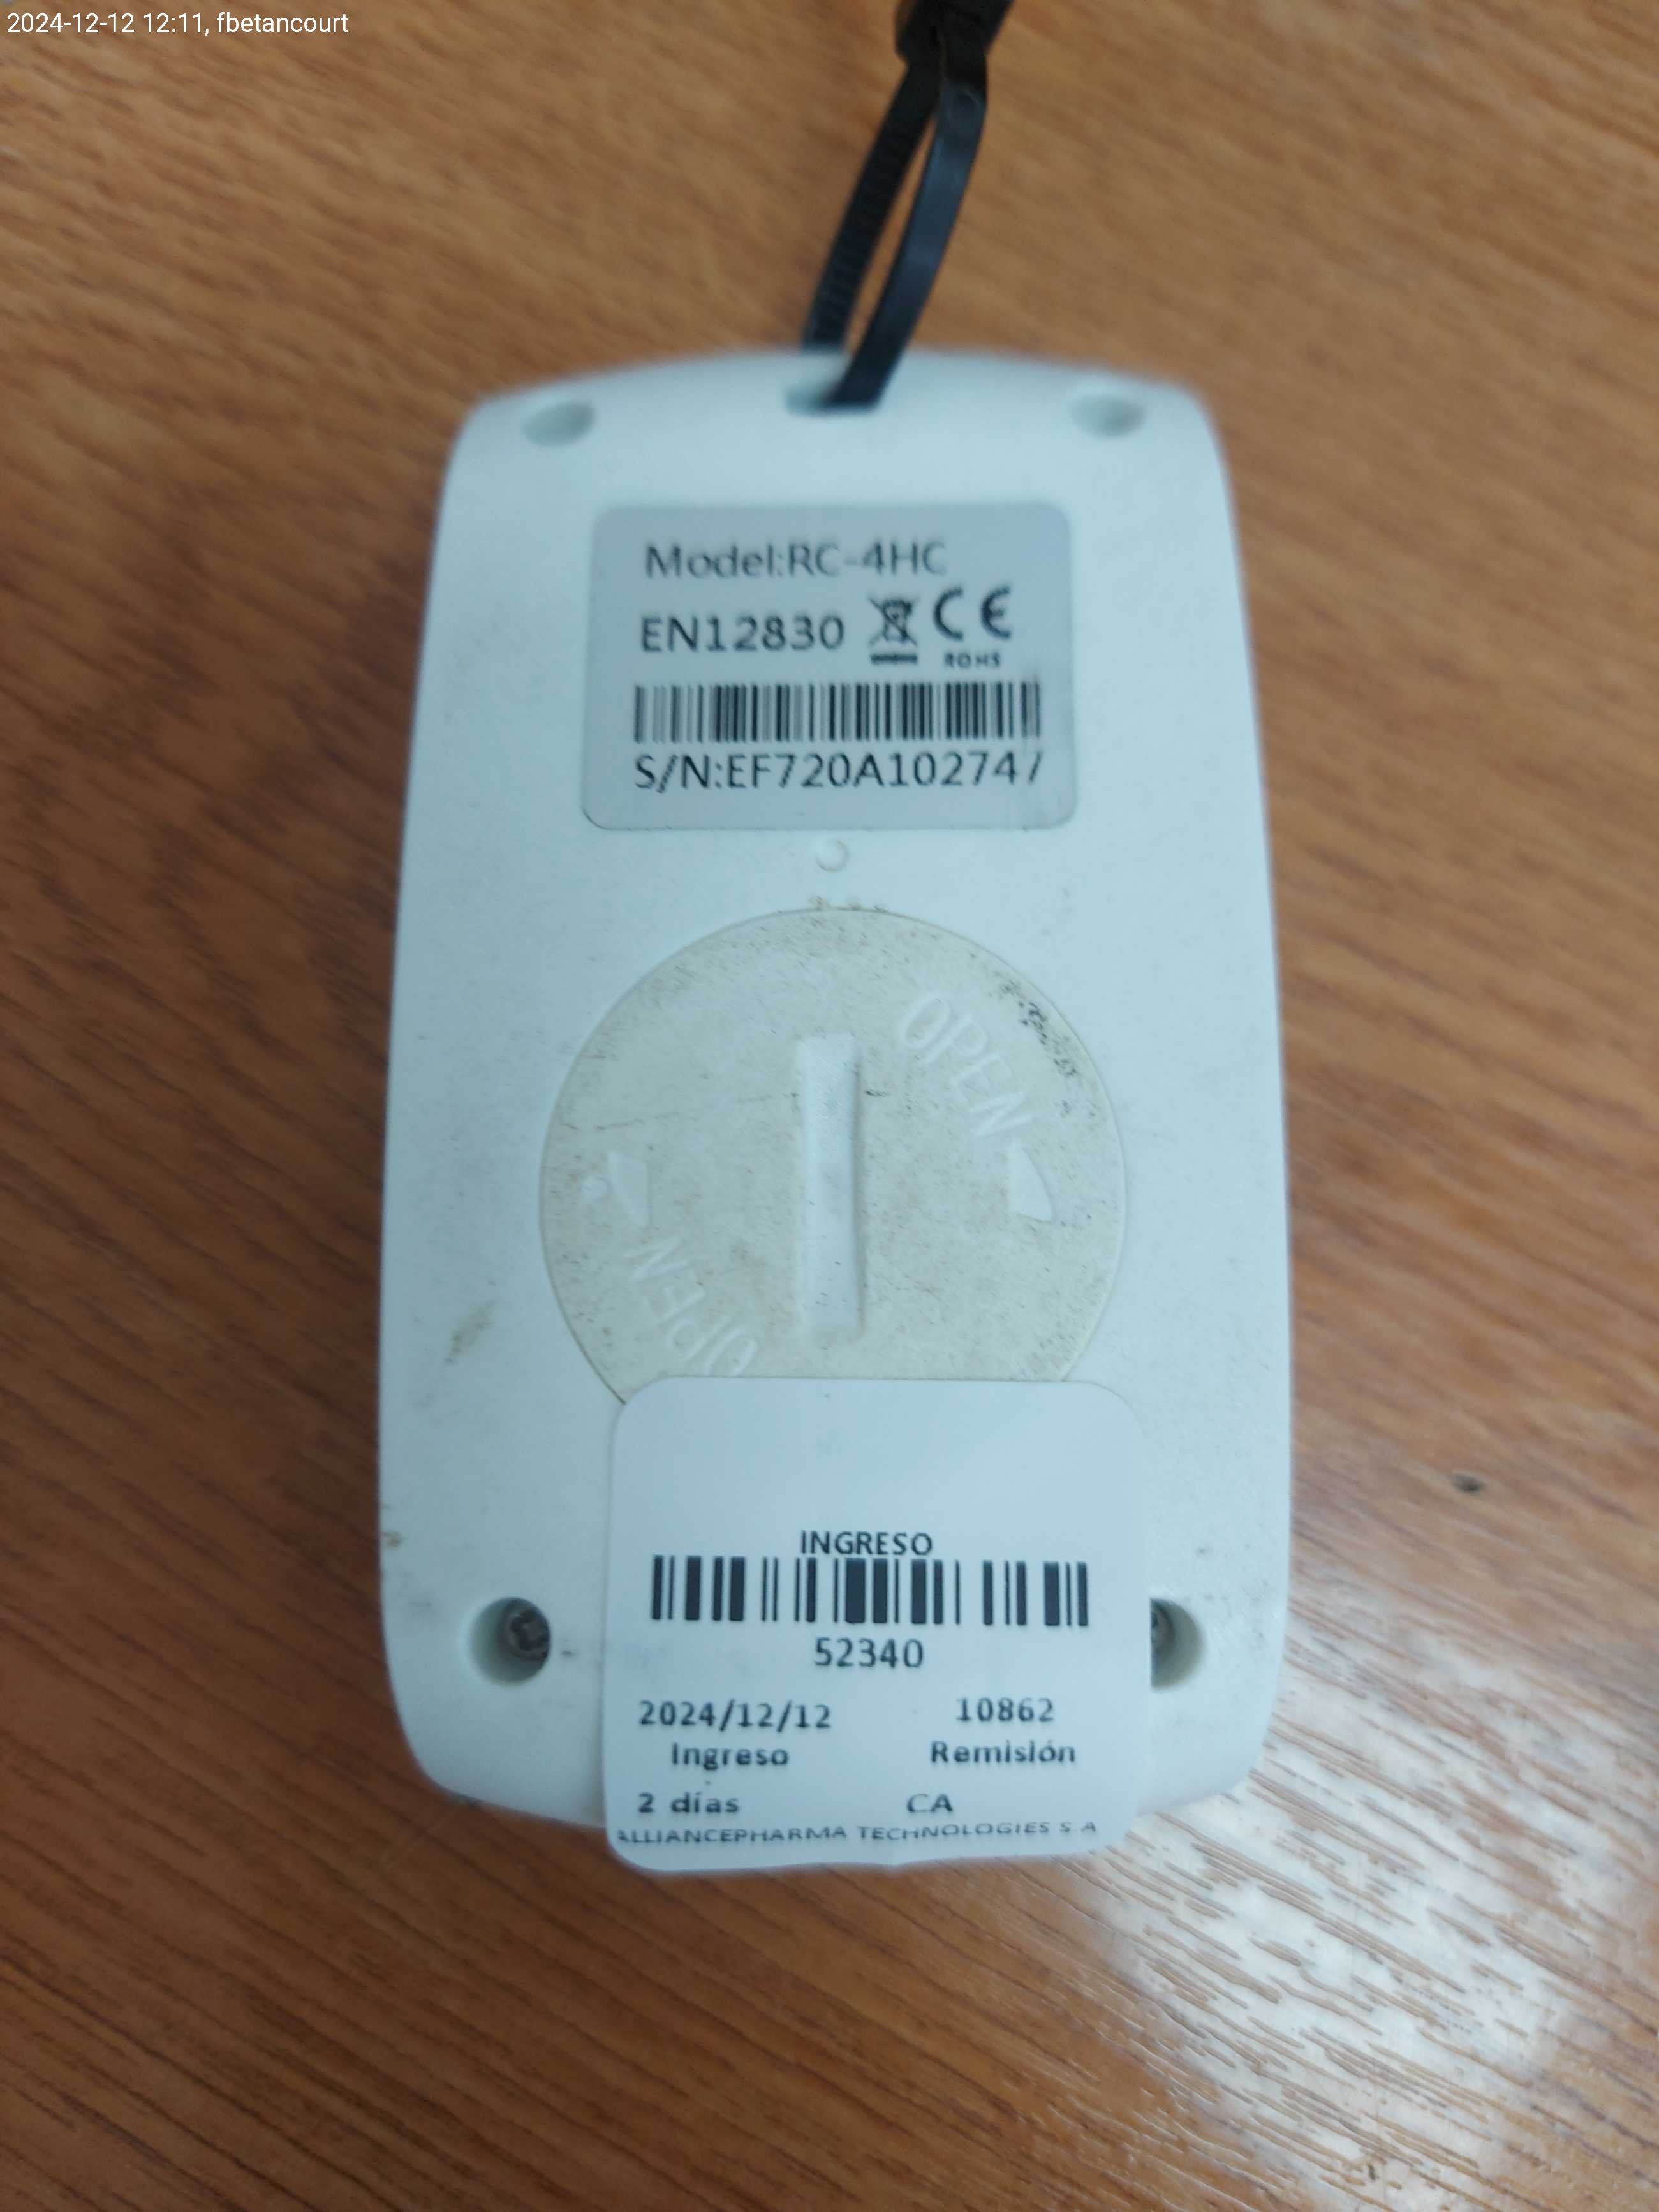 2024-12-12 12:11, fbetancourt
Model:RC-4HC
EN12830 CE
ROHS
S/N:EF720A102747
OPEN
OPEN
INGRESO
52340
2024/12/12 10862
Ingreso Remisión
2 días CA
ALLIANCEPHARMA TECHNOLOGIES S A